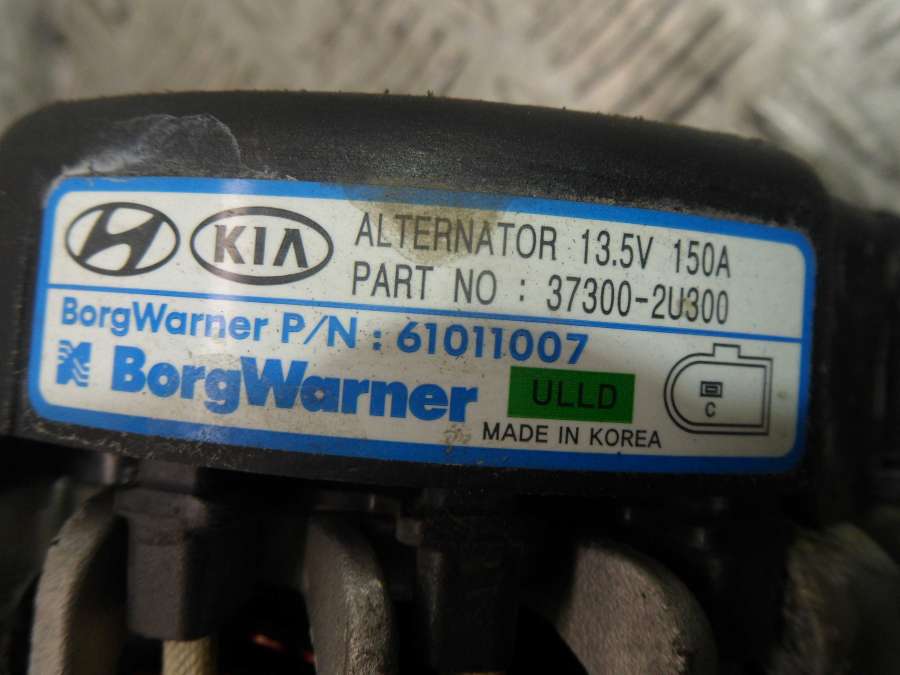 KIA
ALTERNATOR 13.5V 150A
PART NO : 37300-2U300
BorgWarner P/N : 61011007
BorgWarner
ULLD
MADE IN KOREA
C